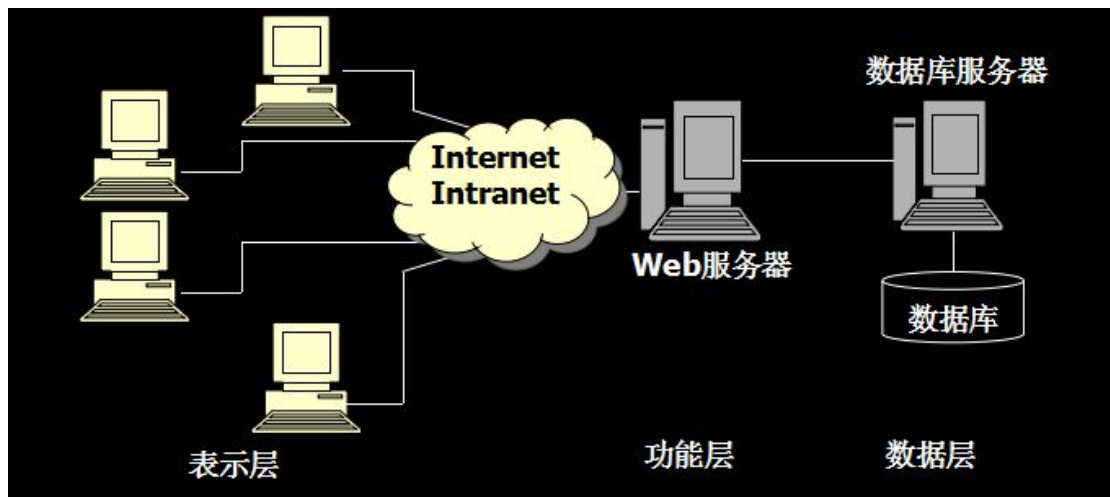 数据库服务器
Internet
Intranet
Web服务器
数据库
表示层
功能层
数据层